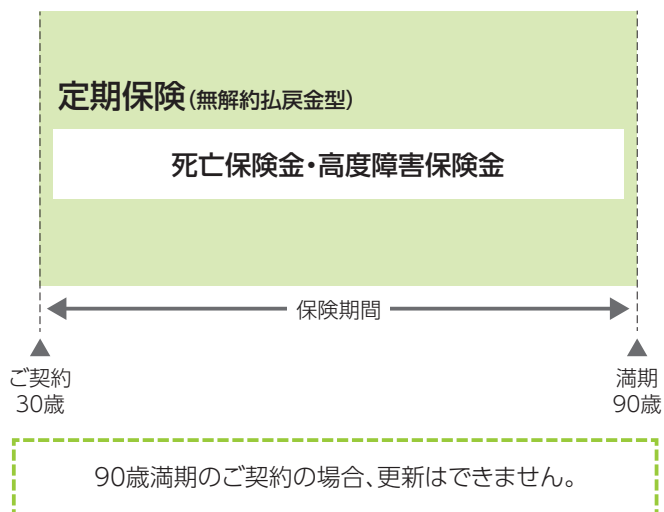 定期保険(無解約払戻金型)
死亡保険金・高度障害保険金
保険期間
ご契約
30歳
満期
90歳
90歳満期のご契約の場合、更新はできません。